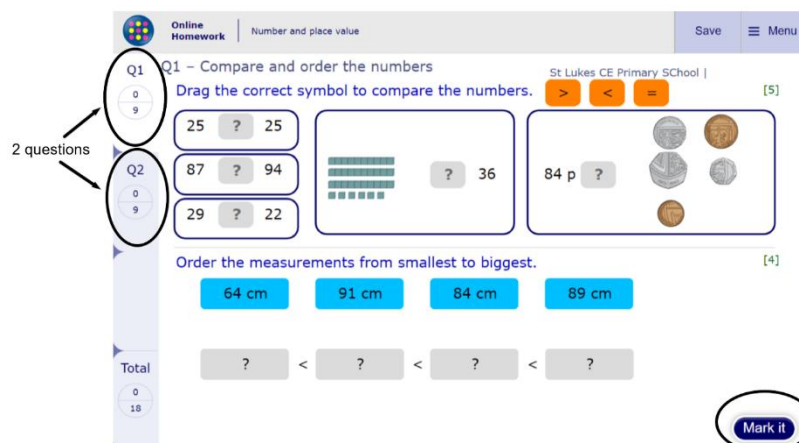 Online
Homework
Number and place value
Save
Menu
Q1
0
9
Q1 – Compare and order the numbers
St Lukes CE Primary SChool |
Drag the correct symbol to compare the numbers.
> < =
[5]
2 questions
25 ? 25
87 ? 94
29 ? 22
? 36
84 p ?
Q2
0
9
Order the measurements from smallest to biggest.
[4]
64 cm 91 cm 84 cm 89 cm
? < ? < ? < ?
Total
0
18
Mark it